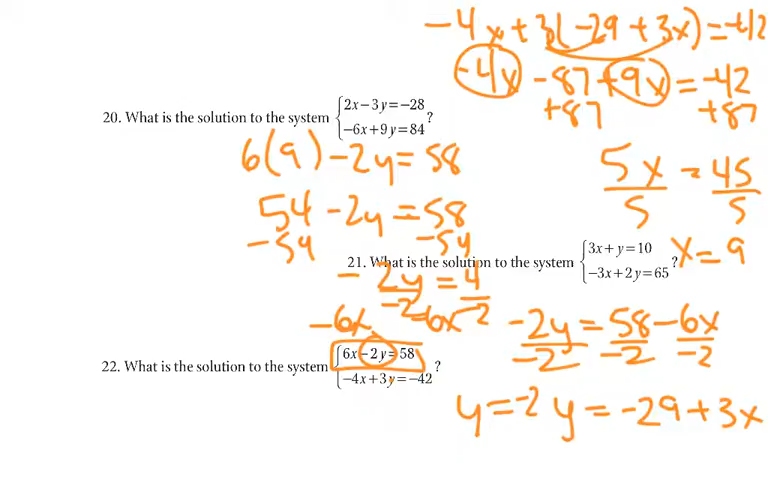 -4x+3(-29+3x)=-42
-4x -87+9x=-42
+87 +87
20. What is the solution to the system {2x−3y=−28
−6x+9y=84 ?
6(9)-2y=58
5x = 45
5 5
54-2y=58
-54 -54
21. What is the solution to the system {3x+y=10
−3x+2y=65 ?
x=9
-2y=4
-2 -2
-6x -6x
-2y=58-6x
-2 -2 -2
22. What is the solution to the system {6x−2y=58
−4x+3y=−42 ?
y=-2 y=-29+3x